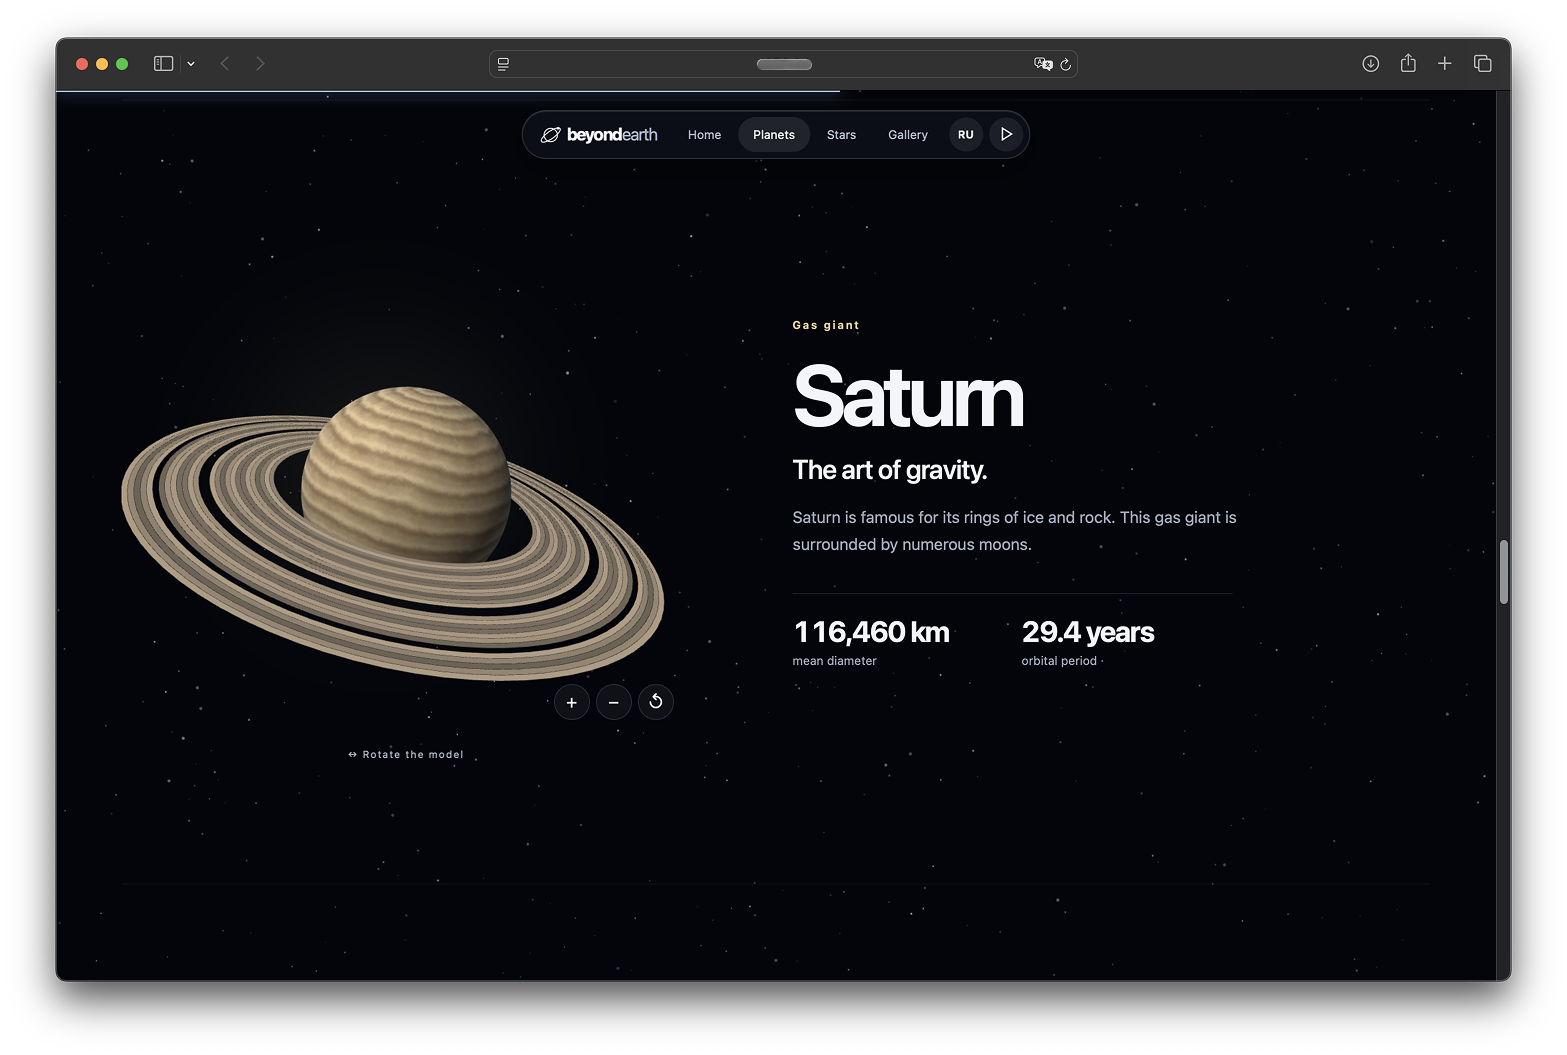 beyondearth Home Planets Stars Gallery RU
Gas giant
Saturn
The art of gravity.
Saturn is famous for its rings of ice and rock. This gas giant is
surrounded by numerous moons.
116,460 km 29.4 years
mean diameter orbital period
+ −
↔ Rotate the model